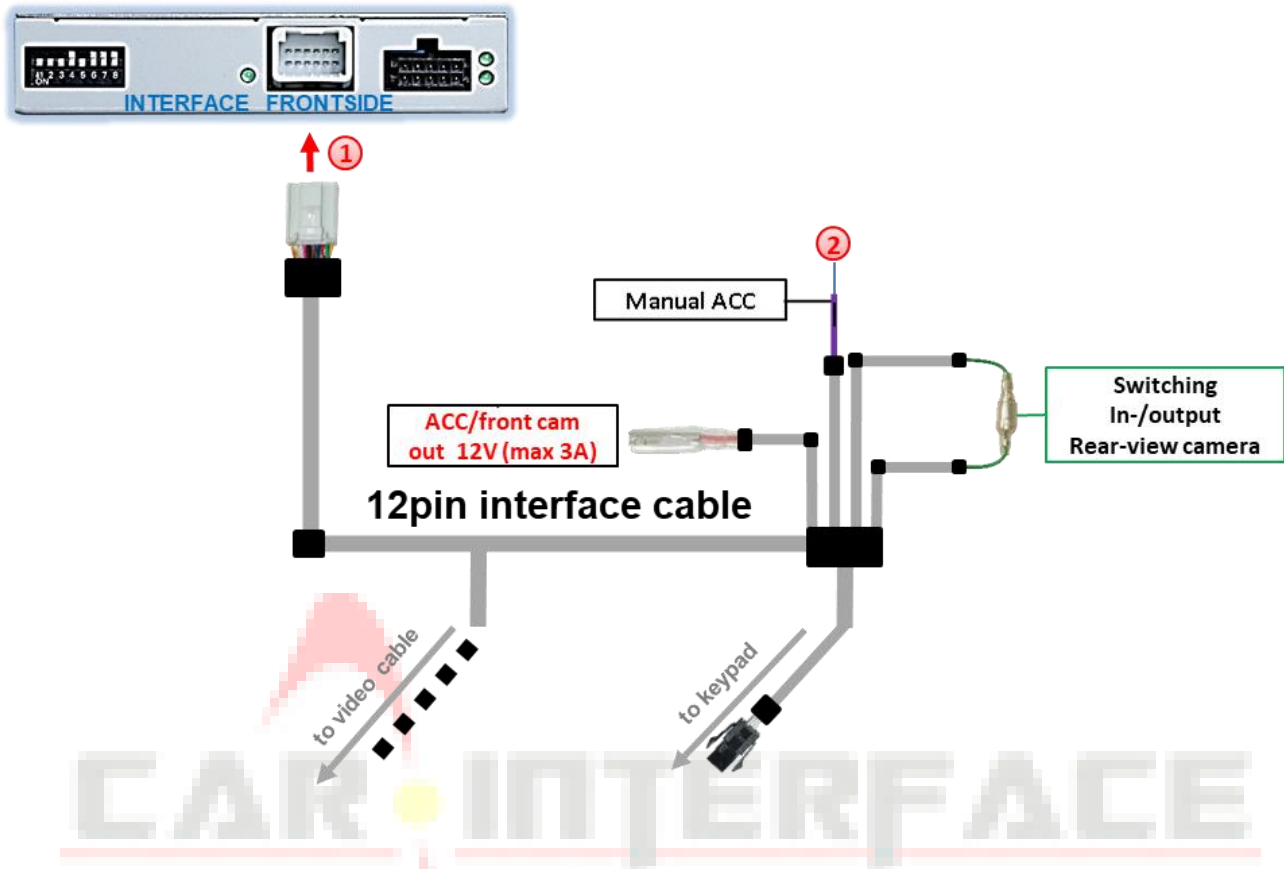 1 2 3 4 5 6 7 8
ON
INTERFACE FRONTSIDE
1
2
Manual ACC
Switching
In-/output
Rear-view camera
ACC/front cam
out 12V (max 3A)
12pin interface cable
to video cable
to keypad
CAR INTERFACE